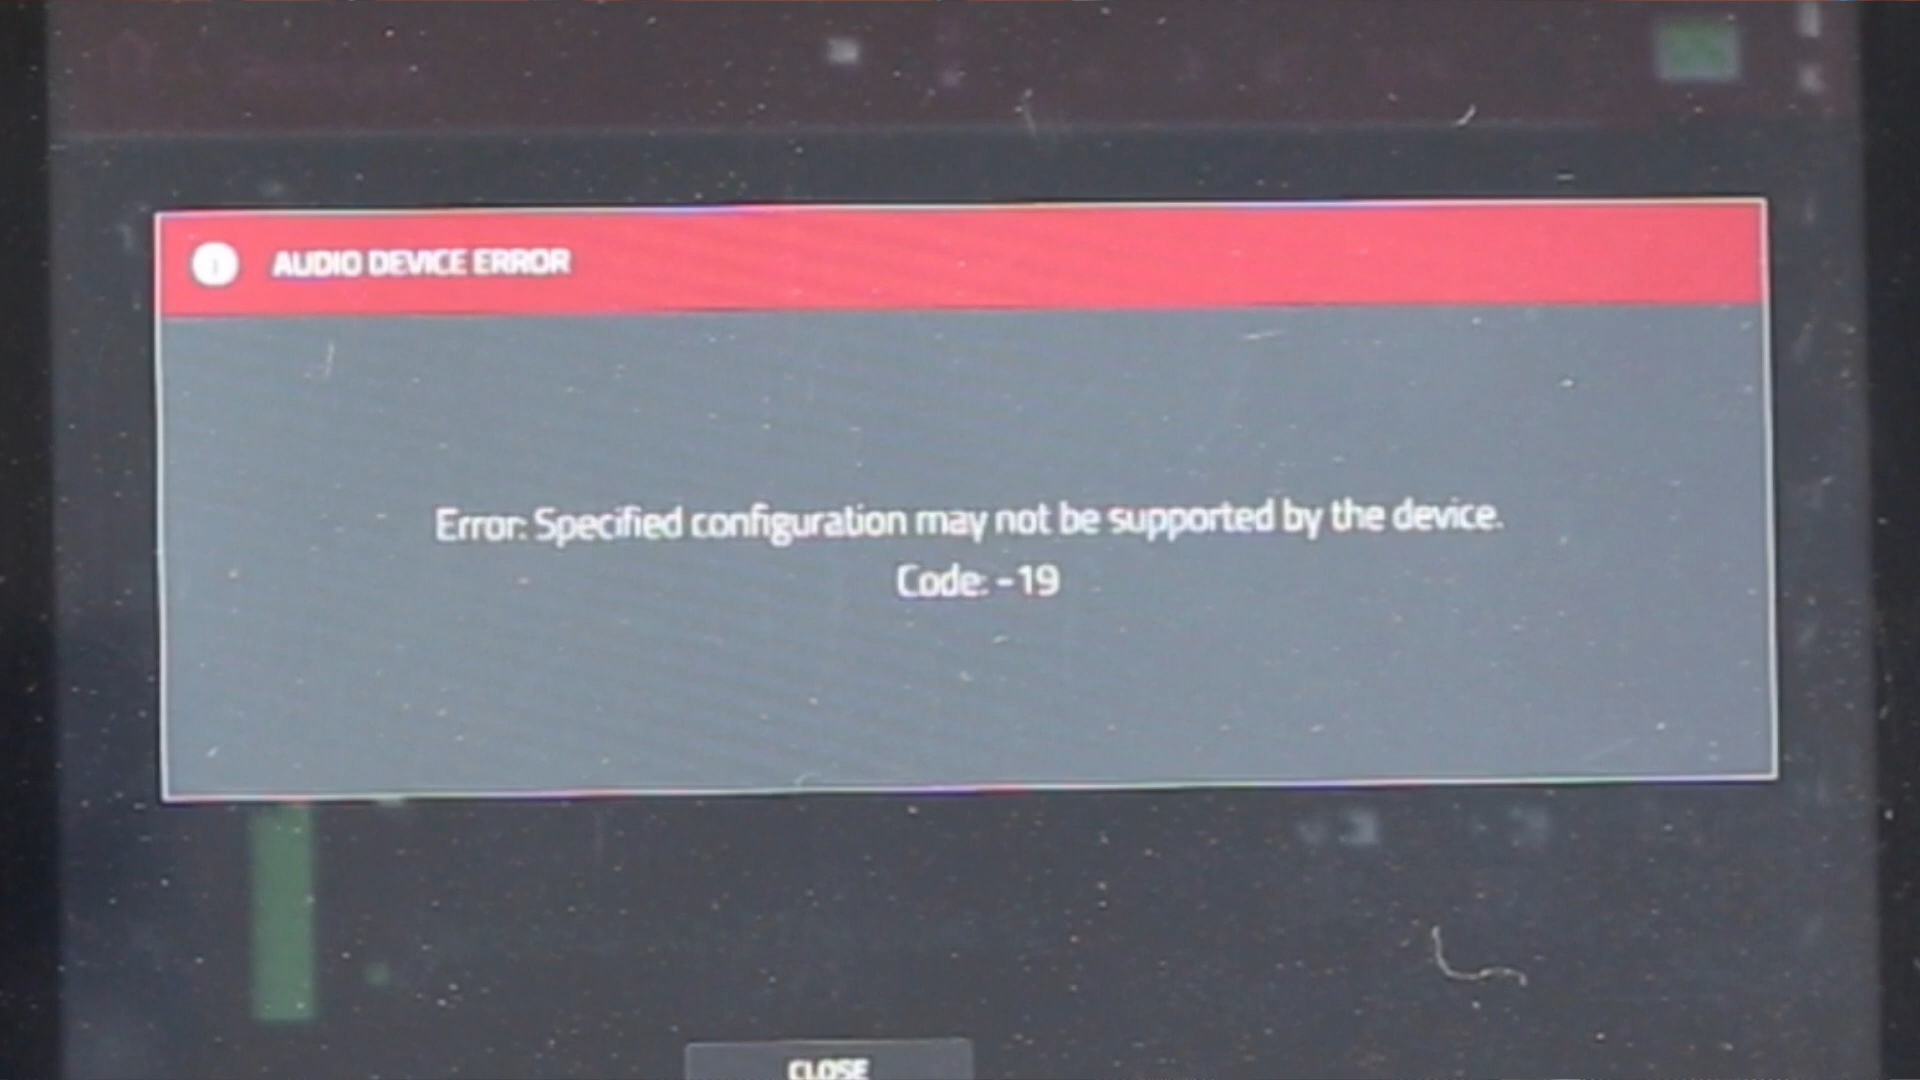 AUDIO DEVICE ERROR
Error: Specified configuration may not be supported by the device.
Code: -19
CLOSE